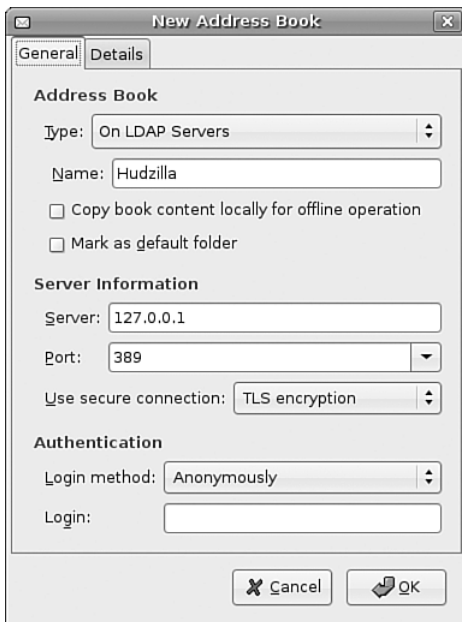 New Address Book
General Details
Address Book
Type: On LDAP Servers
Name: Hudzilla
Copy book content locally for offline operation
Mark as default folder
Server Information
Server: 127.0.0.1
Port: 389
Use secure connection: TLS encryption
Authentication
Login method: Anonymously
Login:
Cancel OK